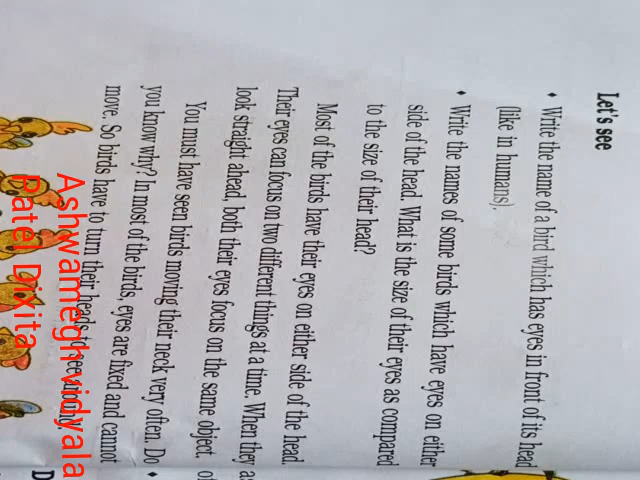 Let's see
♦ Write the name of a bird which has eyes in front of its head
(like in humans).
♦ Write the names of some birds which have eyes on either
side of the head. What is the size of their eyes as compared
to the size of their head?
Most of the birds have their eyes on either side of the head.
Their eyes can focus on two different things at a time. When they
look straight ahead, both their eyes focus on the same object.
You must have seen birds moving their neck very often. Do
you know why? In most of the birds, eyes are fixed and cannot
move. So birds have to turn their heads to see around.
Ashwamegh vidyala
Patel Dixita